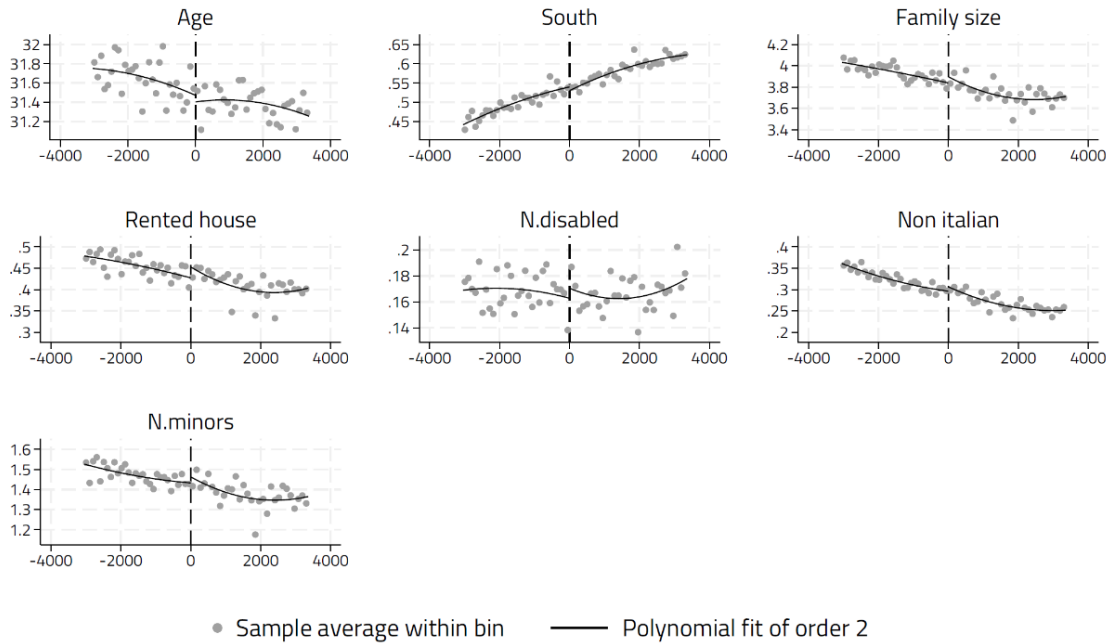 Age
32
31.8
31.6
31.4
31.2
-4000 -2000 0 2000 4000
South
.65
.6
.55
.5
.45
-4000 -2000 0 2000 4000
Family size
4.2
4
3.8
3.6
3.4
-4000 -2000 0 2000 4000
Rented house
.5
.45
.4
.35
.3
-4000 -2000 0 2000 4000
N.disabled
.2
.18
.16
.14
-4000 -2000 0 2000 4000
Non italian
.4
.35
.3
.25
.2
-4000 -2000 0 2000 4000
N.minors
1.6
1.5
1.4
1.3
1.2
-4000 -2000 0 2000 4000
Sample average within bin Polynomial fit of order 2